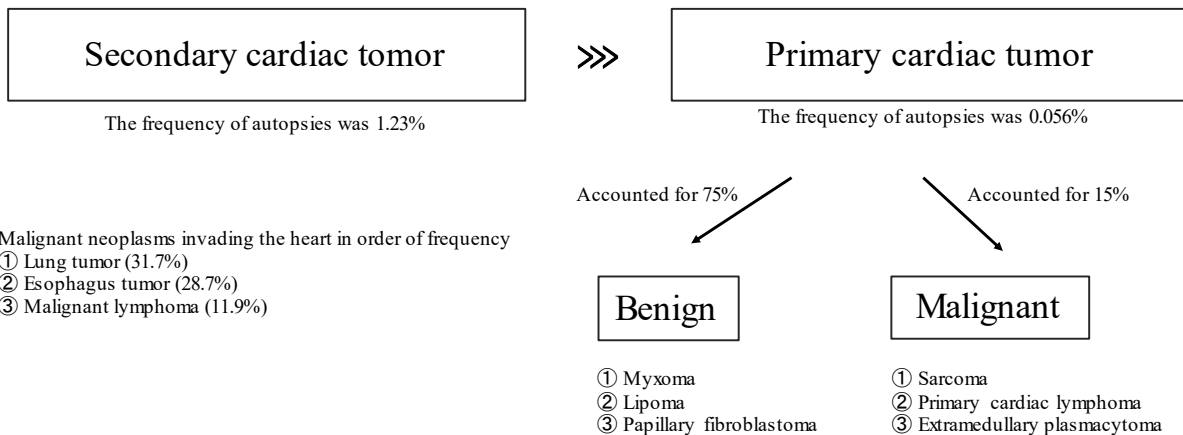 Secondary cardiac tomor
>>>
Primary cardiac tumor
The frequency of autopsies was 1.23%
The frequency of autopsies was 0.056%
Accounted for 75%
Accounted for 15%
Malignant neoplasms invading the heart in order of frequency
① Lung tumor (31.7%)
② Esophagus tumor (28.7%)
③ Malignant lymphoma (11.9%)
Benign
Malignant
① Myxoma
② Lipoma
③ Papillary fibroblastoma
① Sarcoma
② Primary cardiac lymphoma
③ Extramedullary plasmacytoma